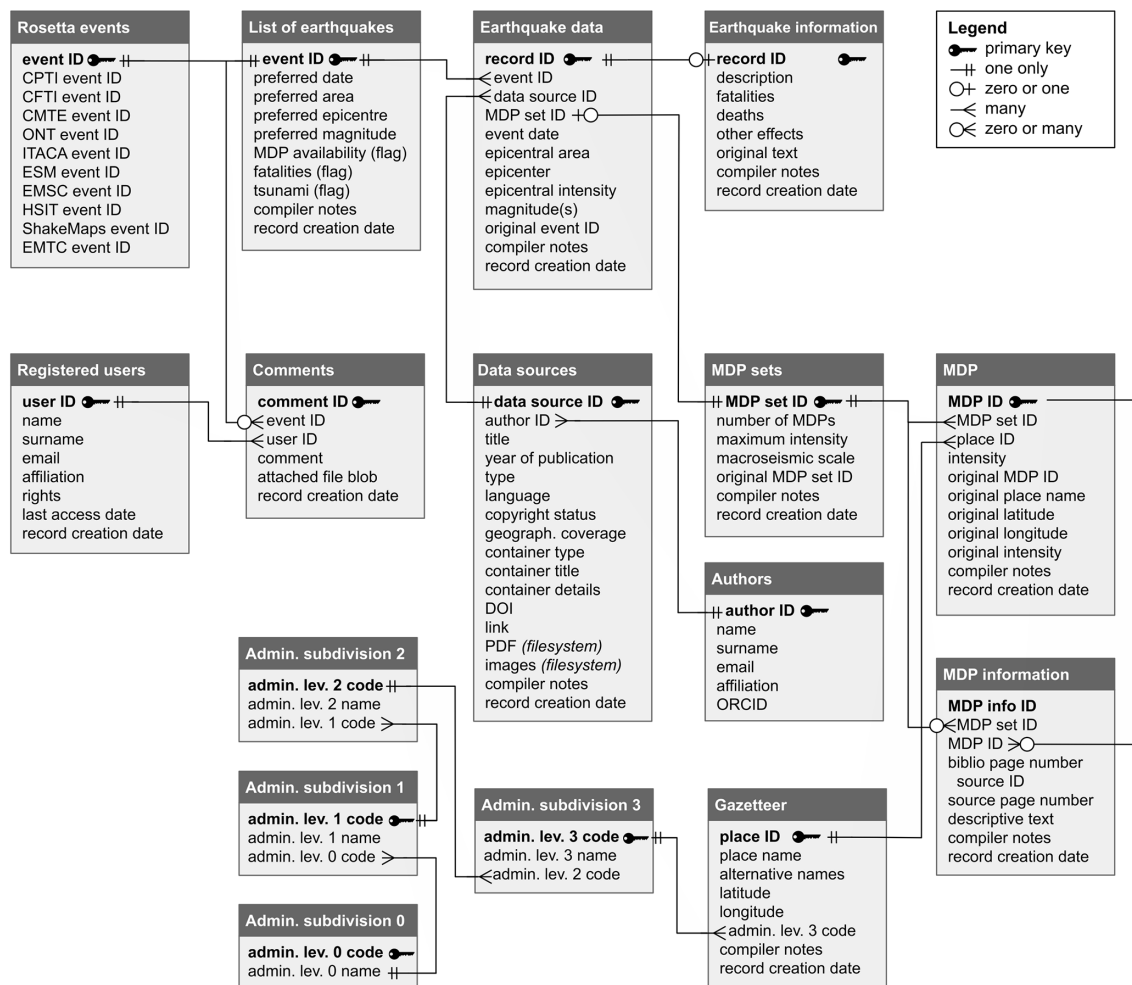 Rosetta events
event ID
CPTI event ID
CFTI event ID
CMTE event ID
ONT event ID
ITACA event ID
ESM event ID
EMSC event ID
HSIT event ID
ShakeMaps event ID
EMTC event ID
List of earthquakes
event ID
preferred date
preferred area
preferred epicentre
preferred magnitude
MDP availability (flag)
fatalities (flag)
tsunami (flag)
compiler notes
record creation date
Earthquake data
record ID
event ID
data source ID
MDP set ID
event date
epicentral area
epicenter
epicentral intensity
magnitude(s)
original event ID
compiler notes
record creation date
Earthquake information
record ID
description
fatalities
deaths
other effects
original text
compiler notes
record creation date
Legend
primary key
one only
zero or one
many
zero or many
Registered users
user ID
name
surname
email
affiliation
rights
last access date
record creation date
Comments
comment ID
event ID
user ID
comment
attached file blob
record creation date
Data sources
data source ID
author ID
title
year of publication
type
language
copyright status
geograph. coverage
container type
container title
container details
DOI
link
PDF (filesystem)
images (filesystem)
compiler notes
record creation date
MDP sets
MDP set ID
number of MDPs
maximum intensity
macroseismic scale
original MDP set ID
compiler notes
record creation date
MDP
MDP ID
MDP set ID
place ID
intensity
original MDP ID
original place name
original latitude
original longitude
original intensity
compiler notes
record creation date
Authors
author ID
name
surname
email
affiliation
ORCID
MDP information
MDP info ID
MDP set ID
MDP ID
biblio page number
source ID
source page number
descriptive text
compiler notes
record creation date
Admin. subdivision 2
admin. lev. 2 code
admin. lev. 2 name
admin. lev. 1 code
Admin. subdivision 1
admin. lev. 1 code
admin. lev. 1 name
admin. lev. 0 code
Admin. subdivision 0
admin. lev. 0 code
admin. lev. 0 name
Admin. subdivision 3
admin. lev. 3 code
admin. lev. 3 name
admin. lev. 2 code
Gazetteer
place ID
place name
alternative names
latitude
longitude
admin. lev. 3 code
compiler notes
record creation date